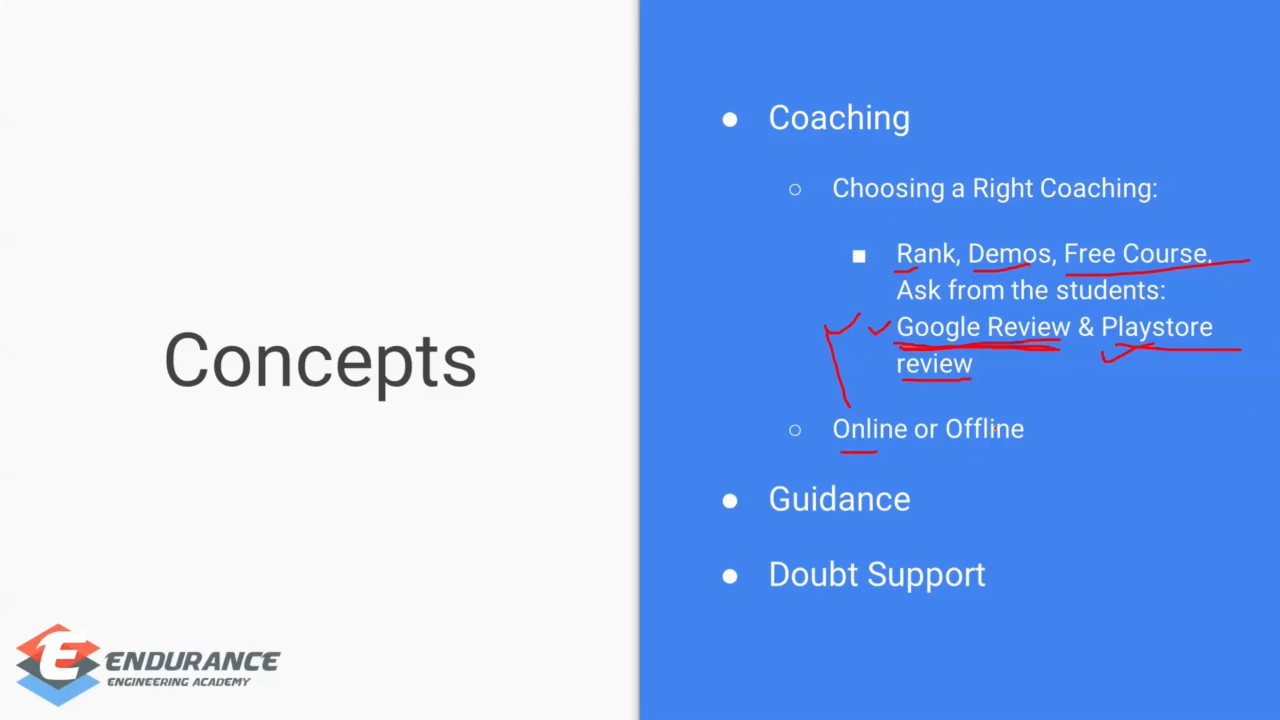 Concepts
● Coaching
○ Choosing a Right Coaching:
■ Rank, Demos, Free Course.
Ask from the students:
Google Review & Playstore
review
○ Online or Offline
● Guidance
● Doubt Support
E ENDURANCE
ENGINEERING ACADEMY